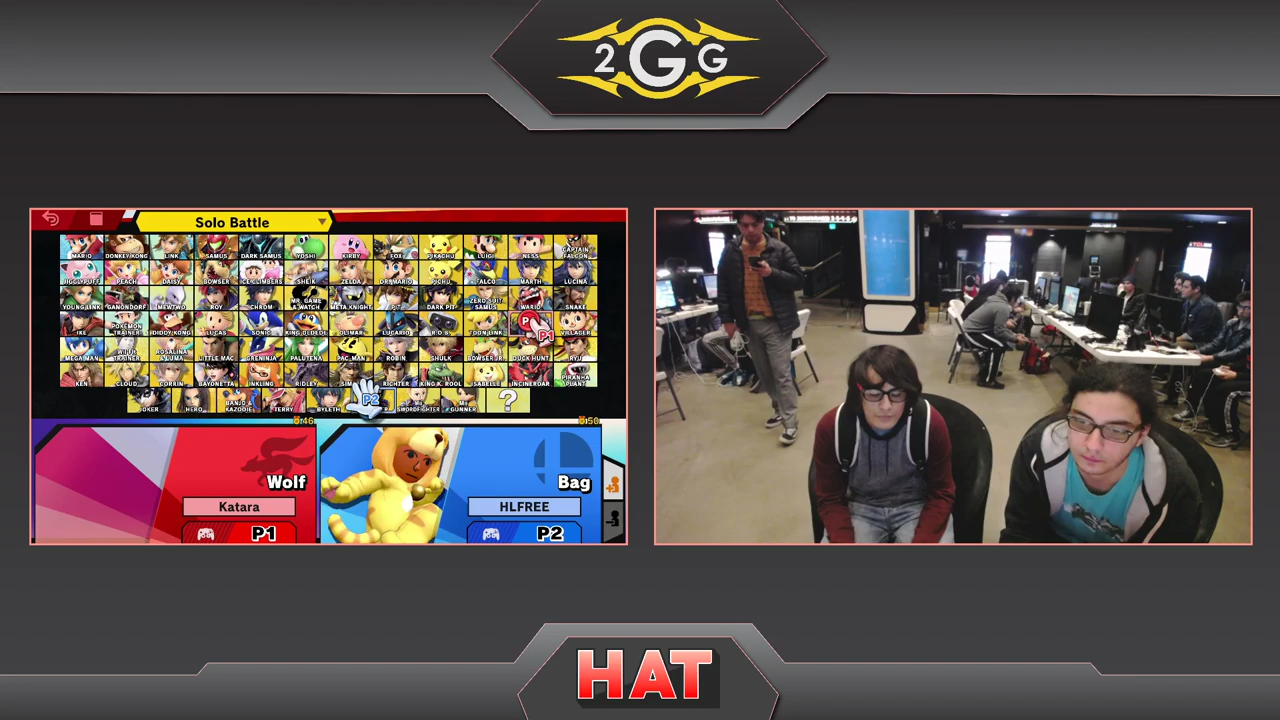 2GG
Solo Battle
MARIO DONKEY KONG LINK SAMUS DARK SAMUS YOSHI KIRBY FOX PIKACHU LUIGI NESS CAPTAIN FALCON
JIGGLYPUFF PEACH DAISY BOWSER ICE CLIMBERS SHEIK ZELDA DR. MARIO PICHU FALCO MARTH LUCINA
YOUNG LINK GANONDORF MEWTWO ROY CHROM MR. GAME & WATCH META KNIGHT PIT DARK PIT ZERO SUIT SAMUS WARIO SNAKE
IKE POKÉMON TRAINER DIDDY KONG LUCAS SONIC KING DEDEDE OLIMAR LUCARIO R.O.B. TOON LINK P1 VILLAGER
MEGA MAN WII FIT TRAINER ROSALINA & LUMA LITTLE MAC GRENINJA PALUTENA PAC-MAN ROBIN SHULK BOWSER JR. DUCK HUNT RYU
KEN CLOUD CORRIN BAYONETTA INKLING RIDLEY RICHTER KING K. ROOL ISABELLE INCINEROAR PIRANHA PLANT
JOKER HERO BANJO & KAZOOIE TERRY BYLETH P2 SWORDFIGHTER GUNNER ?
46
50
Wolf
Katara
P1
Bag
HLFREE
P2
HAT